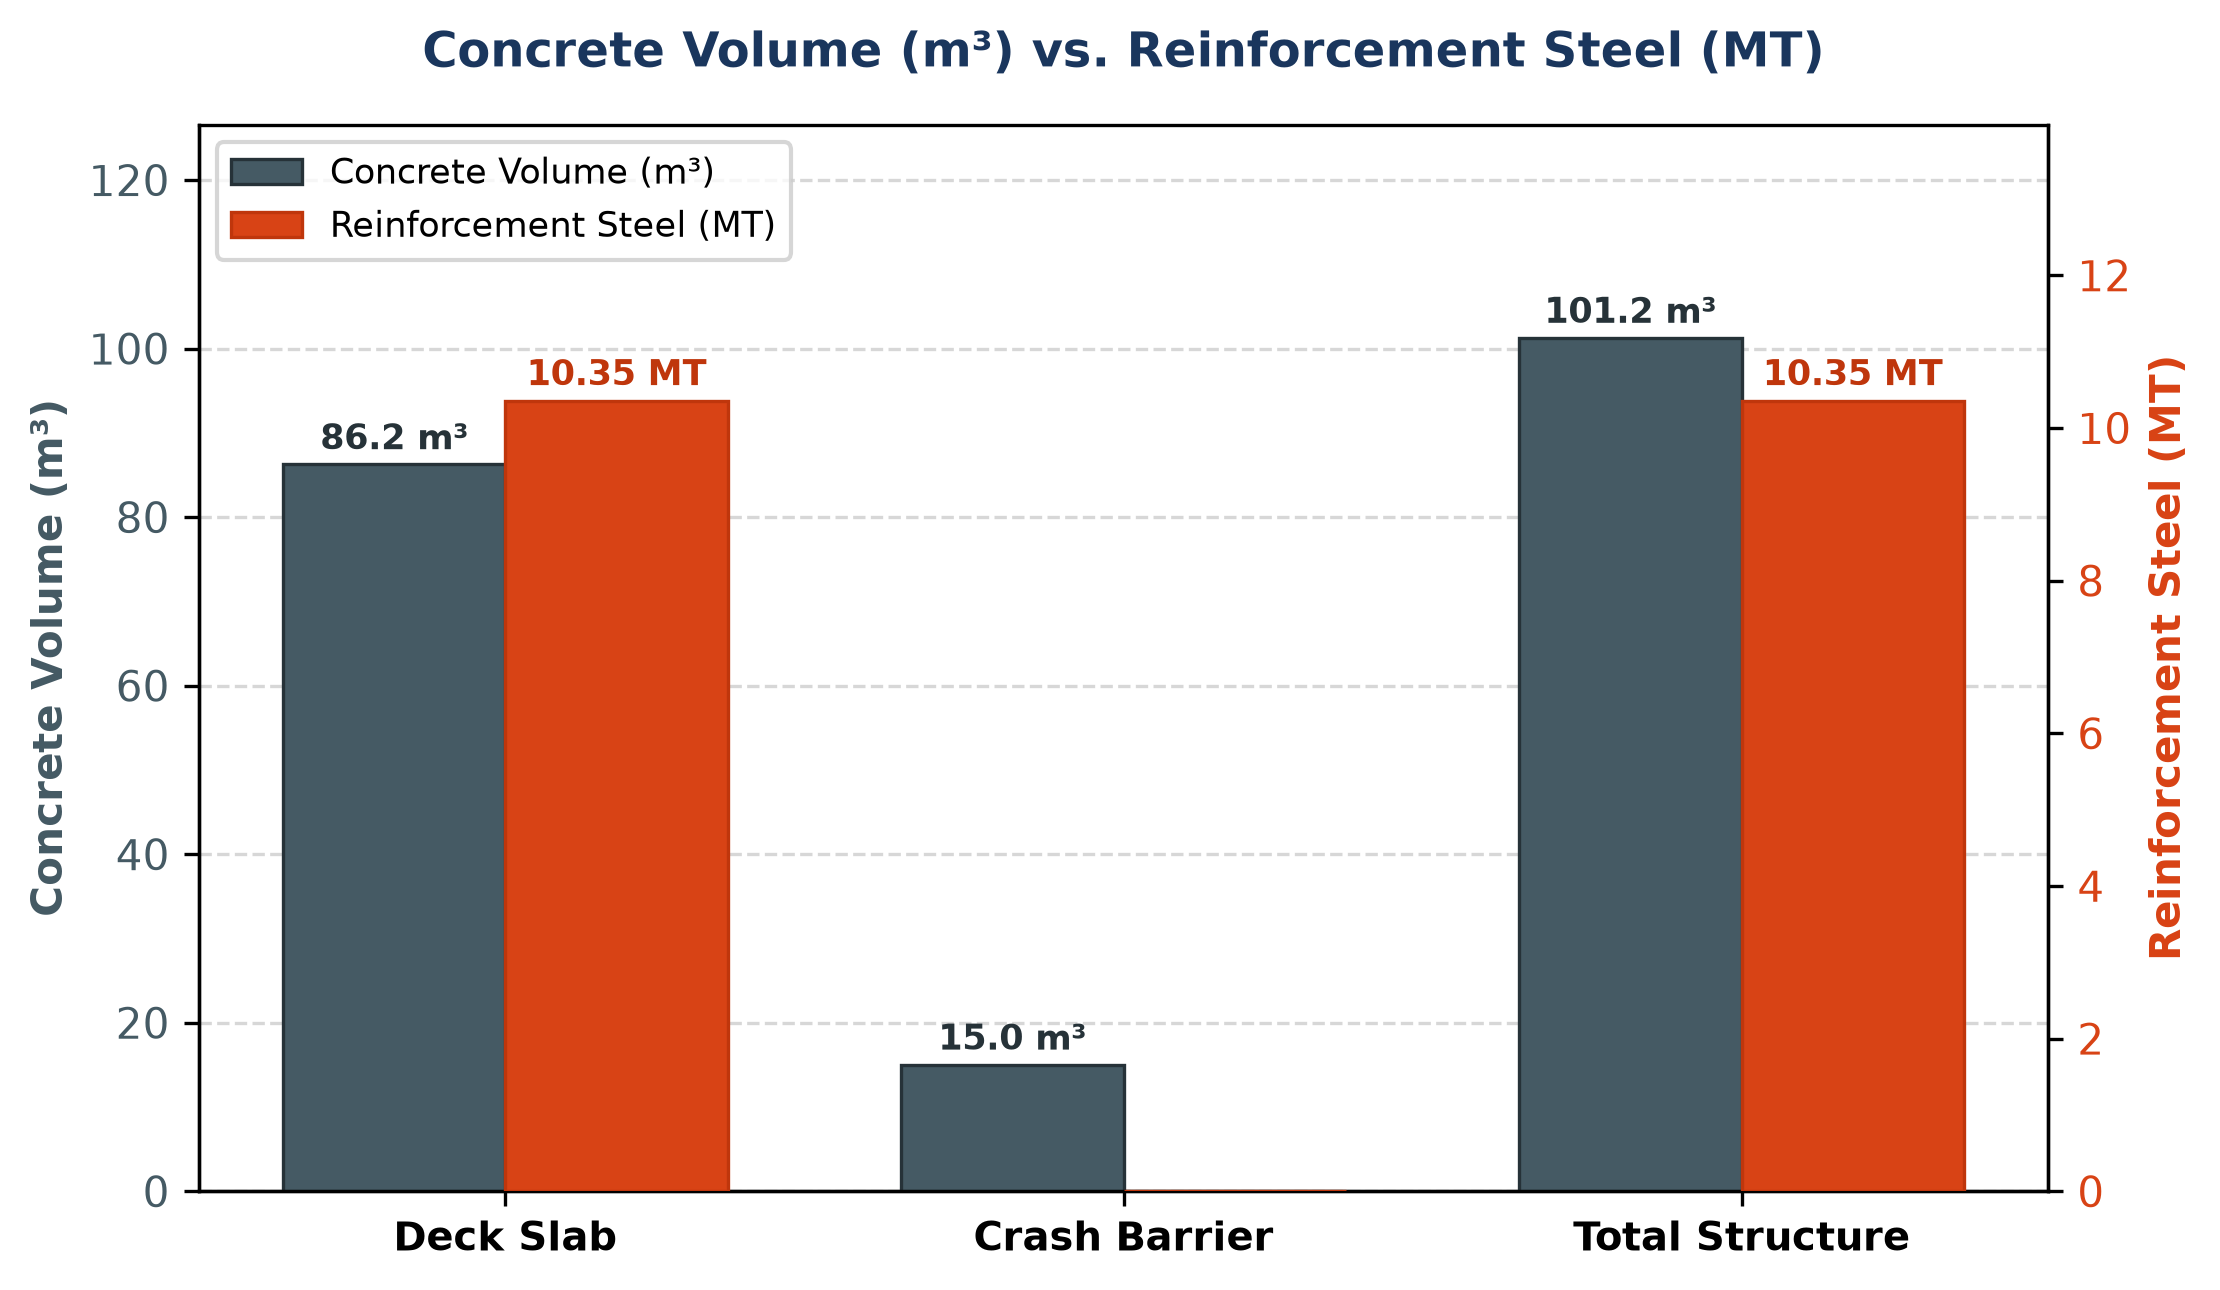 Concrete Volume (m³) vs. Reinforcement Steel (MT)
Concrete Volume (m³)
Reinforcement Steel (MT)
120
100
80
60
40
20
0
Concrete Volume (m³)
86.2 m³
10.35 MT
15.0 m³
101.2 m³
10.35 MT
12
10
8
6
4
2
0
Reinforcement Steel (MT)
Deck Slab
Crash Barrier
Total Structure